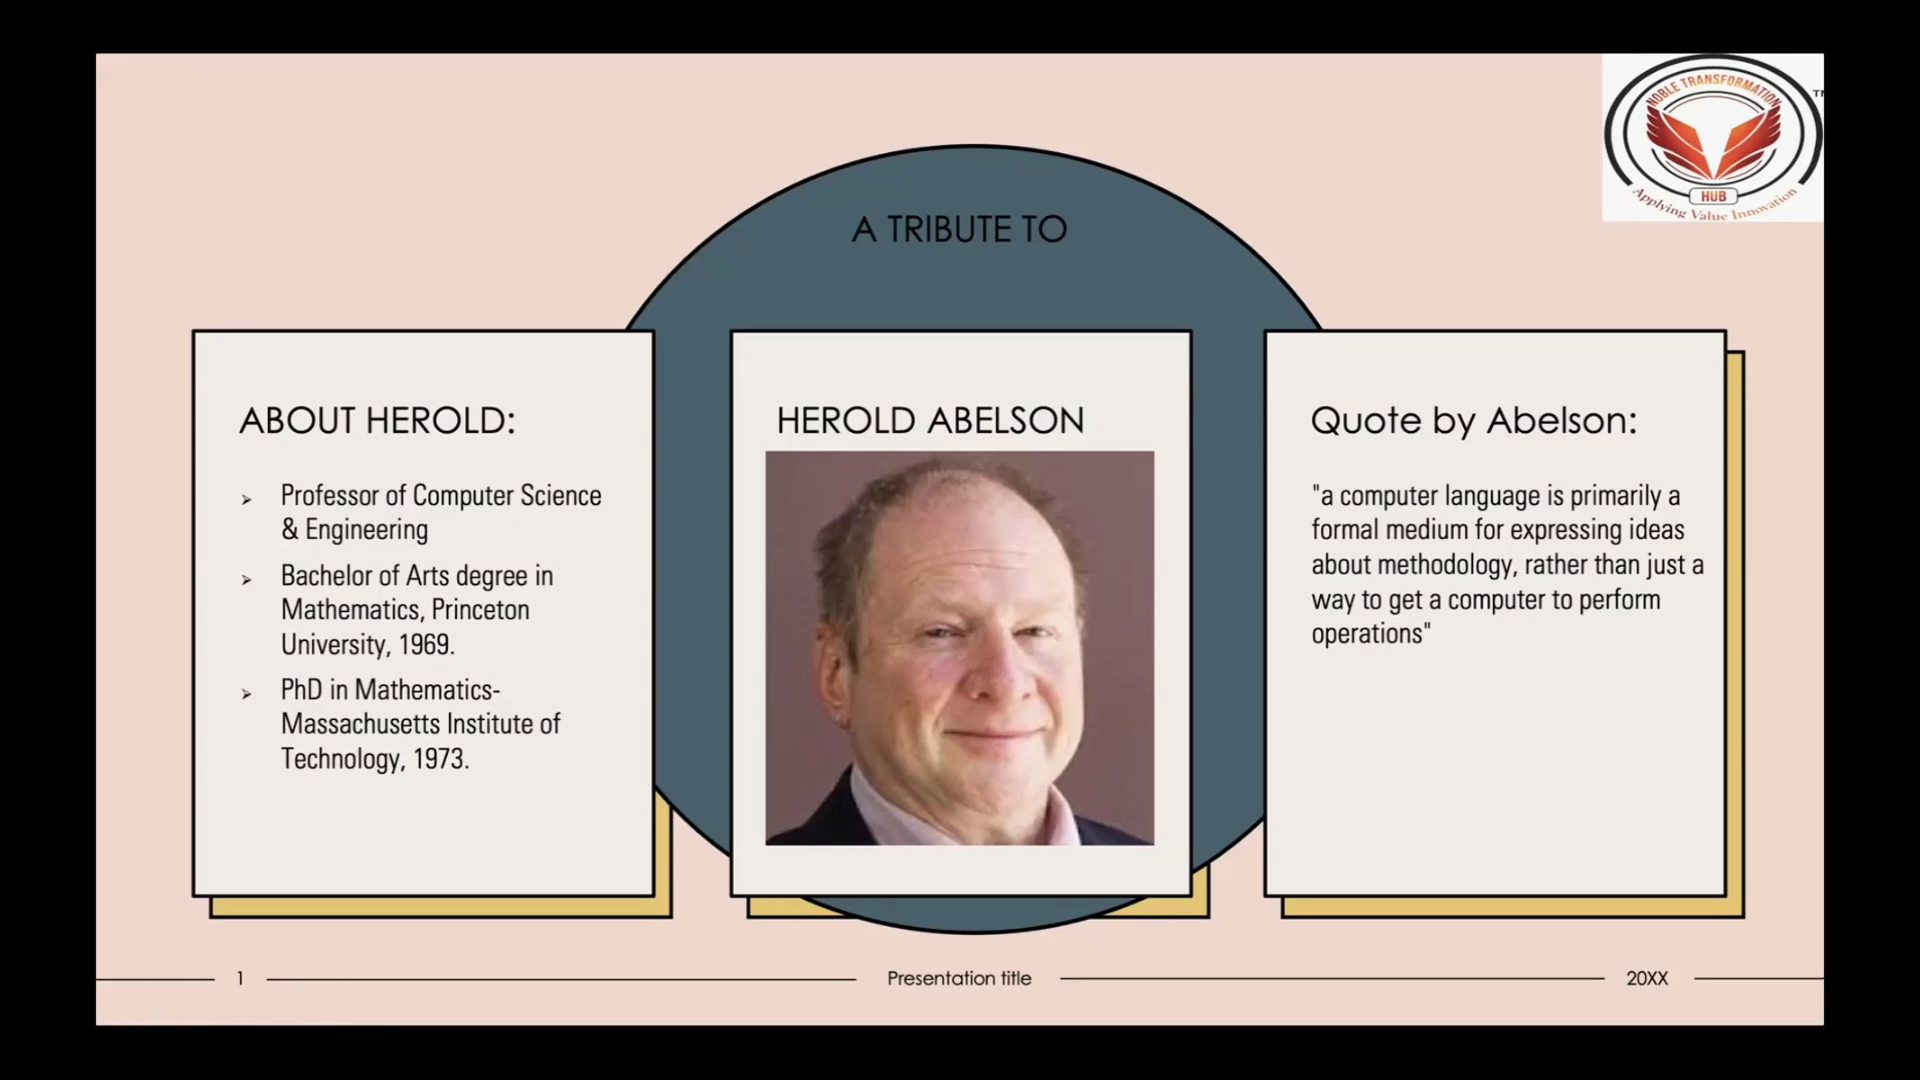 NOBLE TRANSFORMATION
TM
HUB
Applying Value Innovation
A TRIBUTE TO
ABOUT HEROLD:
➢ Professor of Computer Science
& Engineering
➢ Bachelor of Arts degree in
Mathematics, Princeton
University, 1969.
➢ PhD in Mathematics-
Massachusetts Institute of
Technology, 1973.
HEROLD ABELSON
Quote by Abelson:
"a computer language is primarily a
formal medium for expressing ideas
about methodology, rather than just a
way to get a computer to perform
operations"
1
Presentation title
20XX